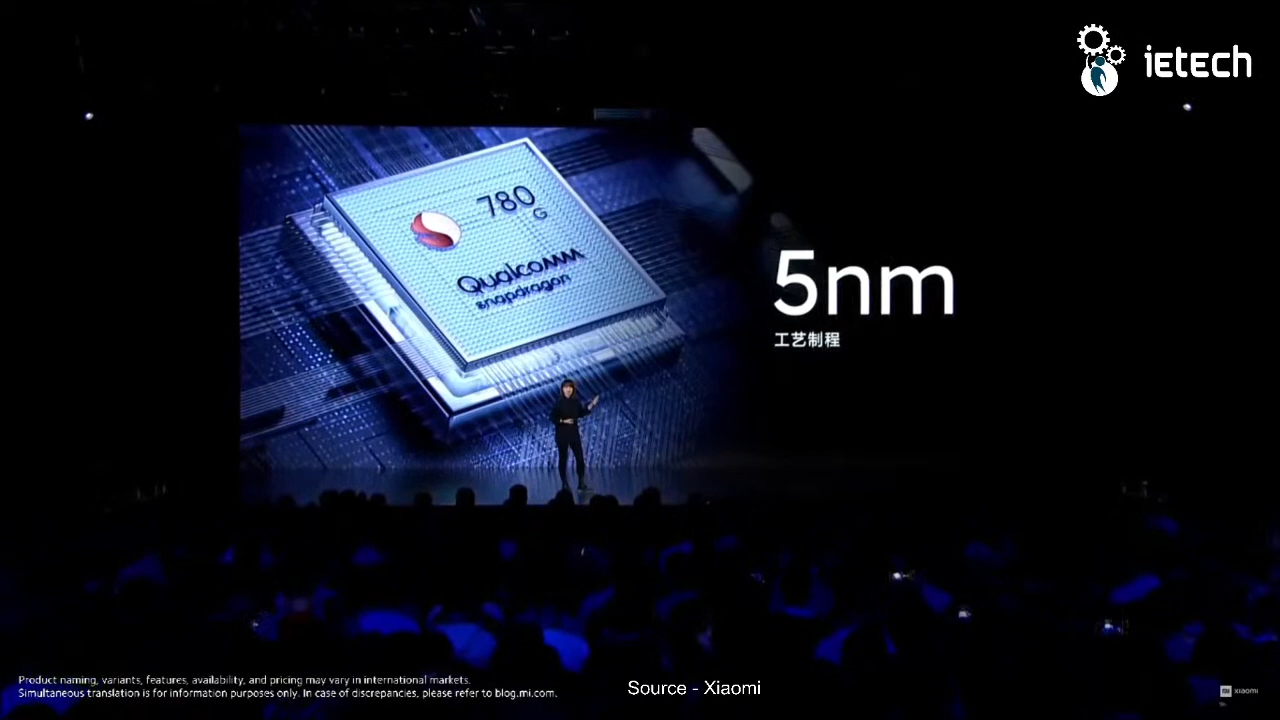 ietech
780
G
Qualcomm
snapdragon
5nm
工艺制程
Product naming, variants, features, availability, and pricing may vary in international markets.
Simultaneous translation is for information purposes only. In case of discrepancies, please refer to blog.mi.com.
Source - Xiaomi
mi xiaomi